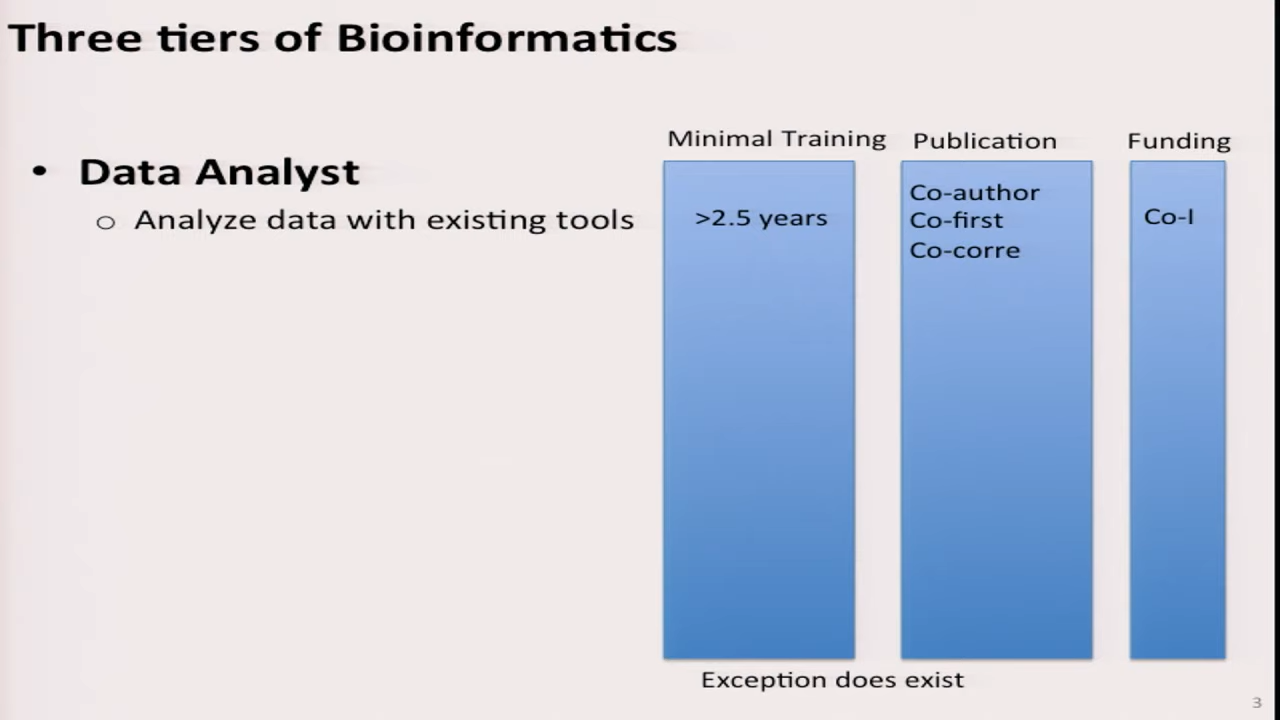 Three tiers of Bioinformatics
Minimal Training
Publication
Funding
• Data Analyst
o Analyze data with existing tools
>2.5 years
Co-author
Co-first
Co-corre
Co-I
Exception does exist
3